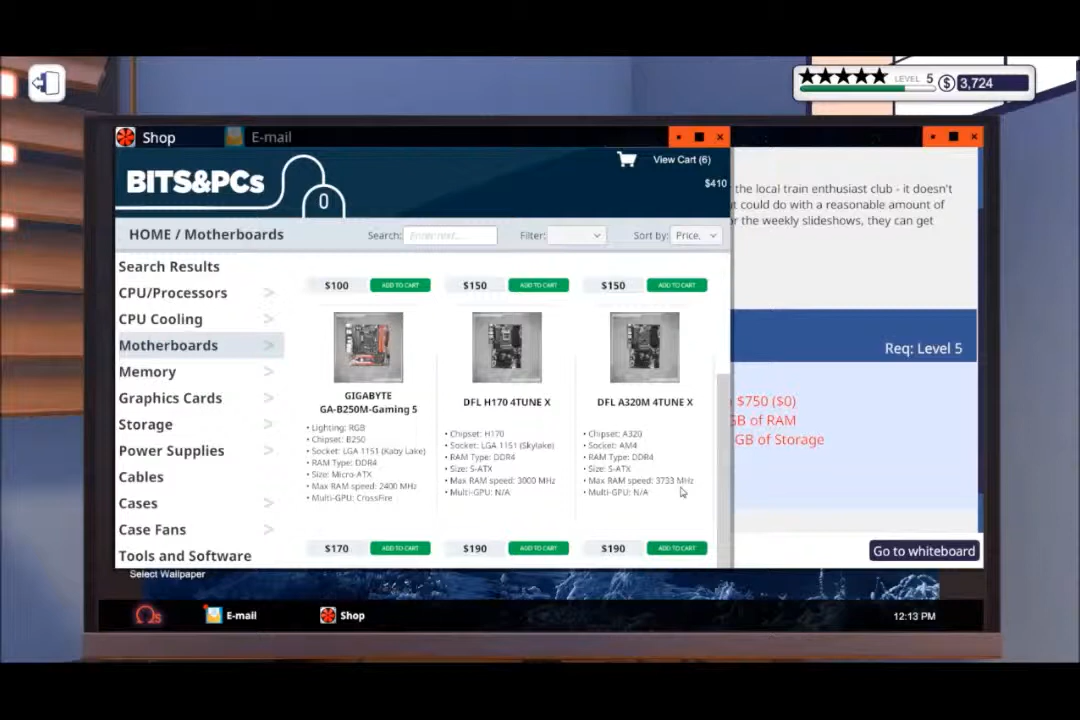 LEVEL 5 $ 3,724
Shop
E-mail
BITS&PCs
View Cart (6)
$410
HOME / Motherboards
Search: Enter text...
Filter:
Sort by: Price,
Search Results
CPU/Processors >
CPU Cooling >
Motherboards >
Memory >
Graphics Cards >
Storage >
Power Supplies >
Cables
Cases >
Case Fans >
Tools and Software
$100 ADD TO CART
$150 ADD TO CART
$150 ADD TO CART
GIGABYTE
GA-B250M-Gaming 5
• Lighting: RGB
• Chipset: B250
• Socket: LGA 1151 (Kaby Lake)
• RAM Type: DDR4
• Size: Micro-ATX
• Max RAM speed: 2400 MHz
• Multi-GPU: CrossFire
$170 ADD TO CART
DFL H170 4TUNE X
• Chipset: H170
• Socket: LGA 1151 (Skylake)
• RAM Type: DDR4
• Size: S-ATX
• Max RAM speed: 3000 MHz
• Multi-GPU: N/A
$190 ADD TO CART
DFL A320M 4TUNE X
• Chipset: A320
• Socket: AM4
• RAM Type: DDR4
• Size: S-ATX
• Max RAM speed: 3733 MHz
• Multi-GPU: N/A
$190 ADD TO CART
the local train enthusiast club - it doesn't
could do with a reasonable amount of
the weekly slideshows, they can get
Req: Level 5
$750 ($0)
GB of RAM
GB of Storage
Go to whiteboard
Select Wallpaper
E-mail
Shop
12:13 PM